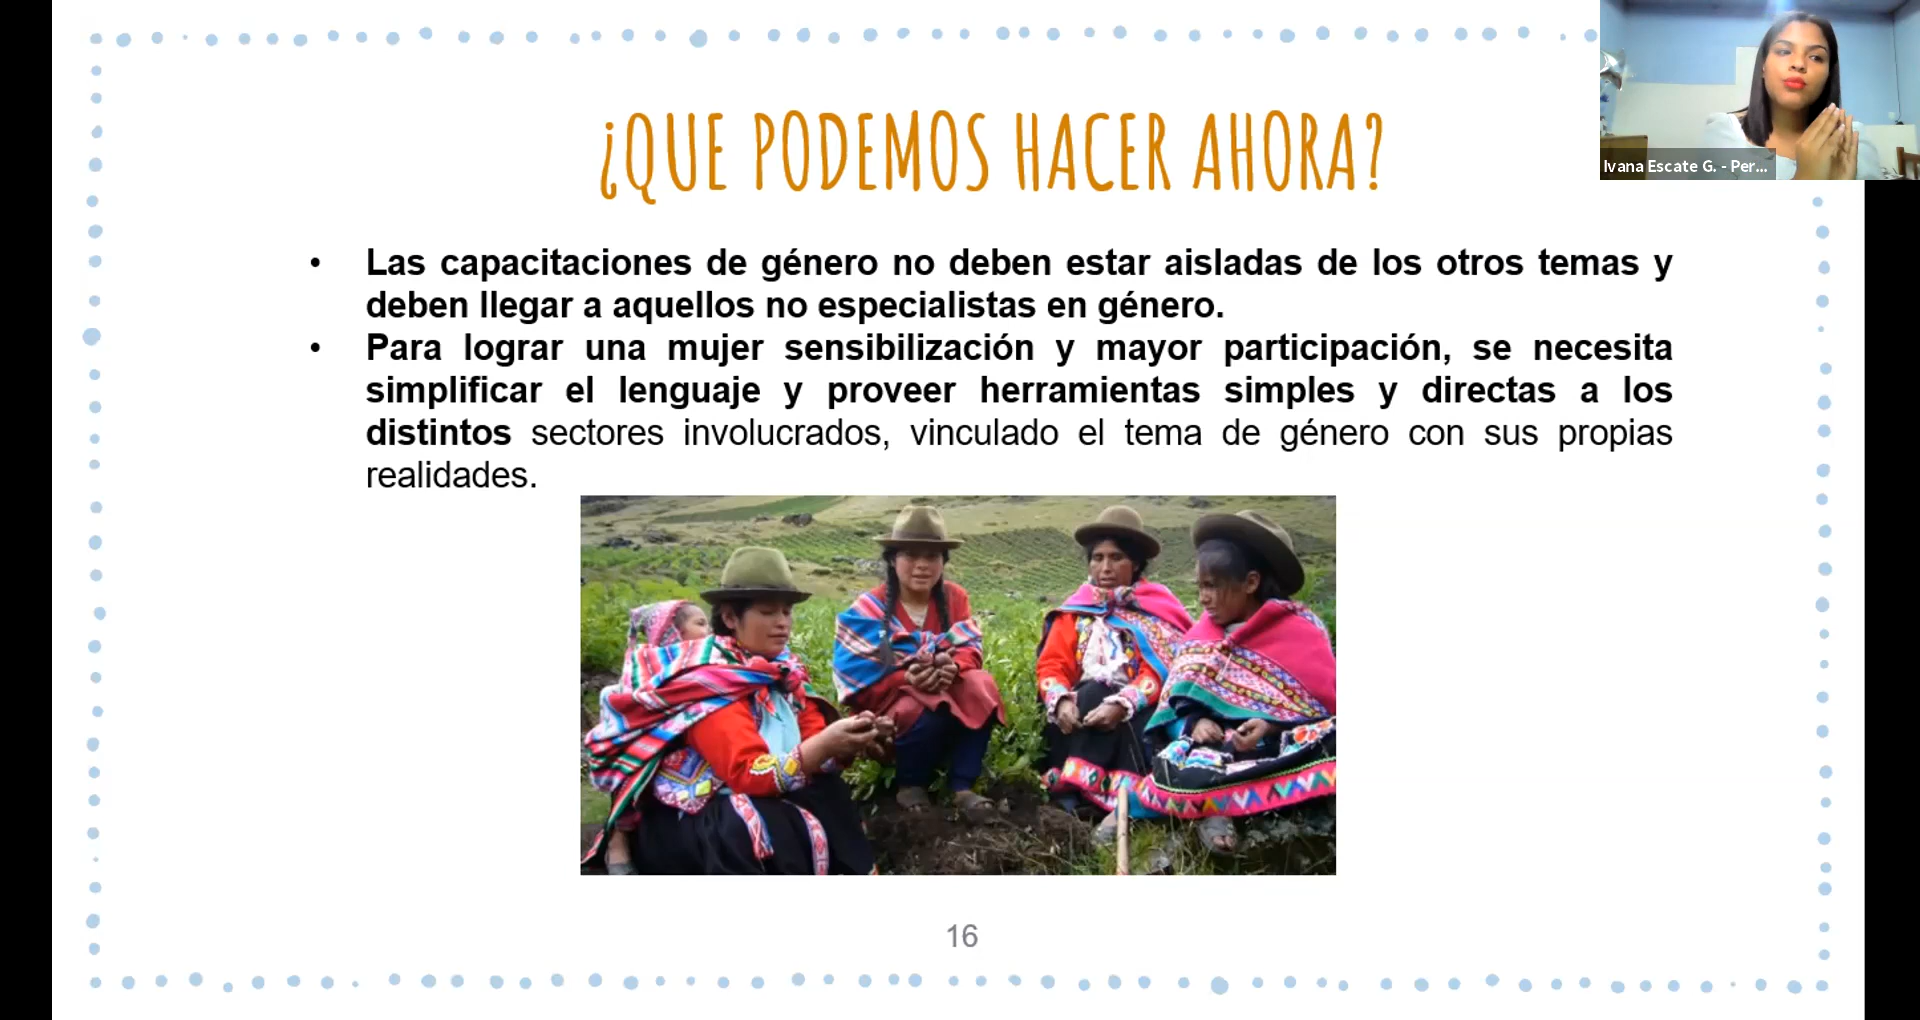 ¿QUE PODEMOS HACER AHORA?
Ivana Escate G. - Per...
• Las capacitaciones de género no deben estar aisladas de los otros temas y
deben llegar a aquellos no especialistas en género.
• Para lograr una mujer sensibilización y mayor participación, se necesita
simplificar el lenguaje y proveer herramientas simples y directas a los
distintos sectores involucrados, vinculado el tema de género con sus propias
realidades.
16